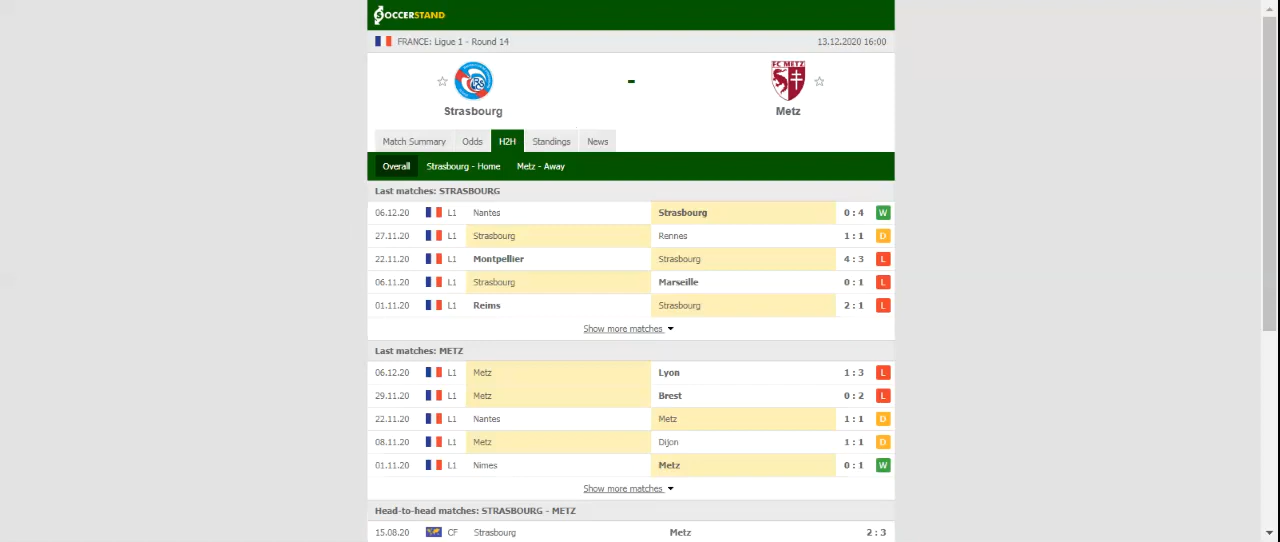 SOCCERSTAND
FRANCE: Ligue 1 - Round 14 13.12.2020 16:00
-
FC METZ
Strasbourg Metz
Match Summary Odds H2H Standings News
Overall Strasbourg - Home Metz - Away
Last matches: STRASBOURG
06.12.20 L1 Nantes Strasbourg 0 : 4 W
27.11.20 L1 Strasbourg Rennes 1 : 1 D
22.11.20 L1 Montpellier Strasbourg 4 : 3 L
06.11.20 L1 Strasbourg Marseille 0 : 1 L
01.11.20 L1 Reims Strasbourg 2 : 1 L
Show more matches
Last matches: METZ
06.12.20 L1 Metz Lyon 1 : 3 L
29.11.20 L1 Metz Brest 0 : 2 L
22.11.20 L1 Nantes Metz 1 : 1 D
08.11.20 L1 Metz Dijon 1 : 1 D
01.11.20 L1 Nimes Metz 0 : 1 W
Show more matches
Head-to-head matches: STRASBOURG - METZ
15.08.20 CF Strasbourg Metz 2 : 3